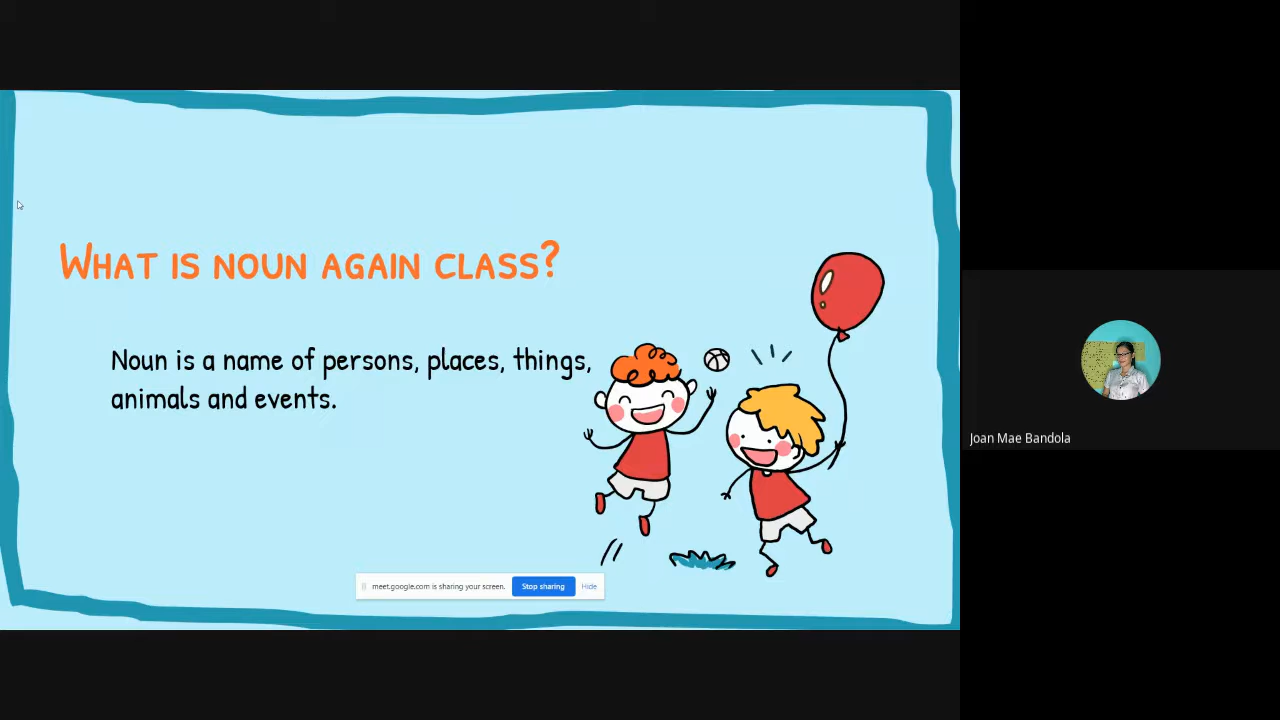 What is noun again class?
Noun is a name of persons, places, things,
animals and events.
meet.google.com is sharing your screen. Stop sharing Hide
Joan Mae Bandola